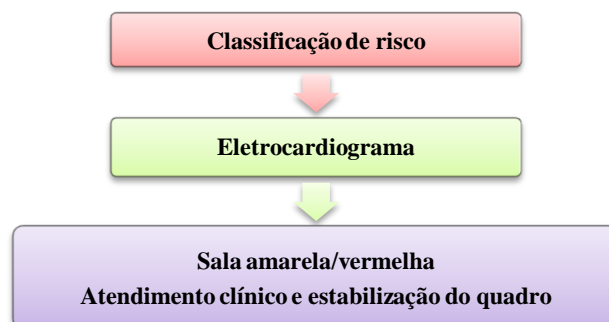 Classificação de risco
Eletrocardiograma
Sala amarela/vermelha
Atendimento clínico e estabilização do quadro